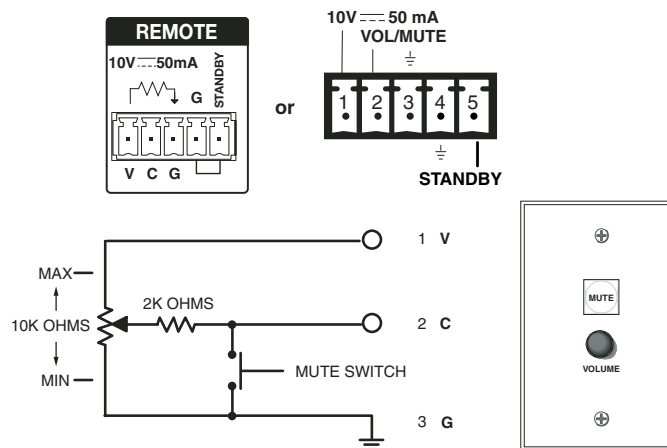 REMOTE
10V 50mA
STANDBY
G
V C G
or
10V 50 mA
VOL/MUTE
1 2 3 4 5
STANDBY
1 V
MAX
2K OHMS
10K OHMS
2 C
MIN
MUTE SWITCH
3 G
MUTE
VOLUME